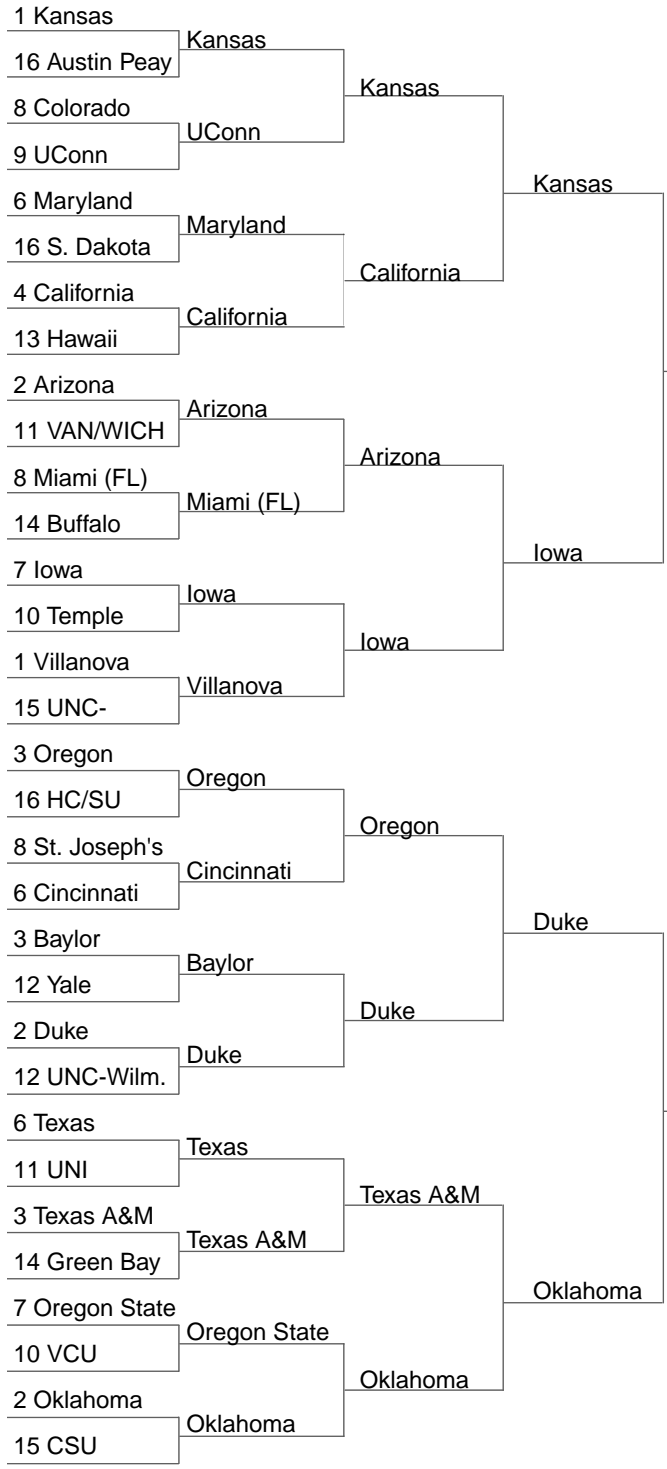 1 Kansas
16 Austin Peay
8 Colorado
9 UConn
6 Maryland
16 S. Dakota
4 California
13 Hawaii
2 Arizona
11 VAN/WICH
8 Miami (FL)
14 Buffalo
7 Iowa
10 Temple
1 Villanova
15 UNC-
3 Oregon
16 HC/SU
8 St. Joseph's
6 Cincinnati
3 Baylor
12 Yale
2 Duke
12 UNC-Wilm.
6 Texas
11 UNI
3 Texas A&M
14 Green Bay
7 Oregon State
10 VCU
2 Oklahoma
15 CSU
Kansas
UConn
Maryland
California
Arizona
Miami (FL)
Iowa
Villanova
Oregon
Cincinnati
Baylor
Duke
Texas
Texas A&M
Oregon State
Oklahoma
Kansas
California
Arizona
Iowa
Oregon
Duke
Texas A&M
Oklahoma
Kansas
Iowa
Duke
Oklahoma